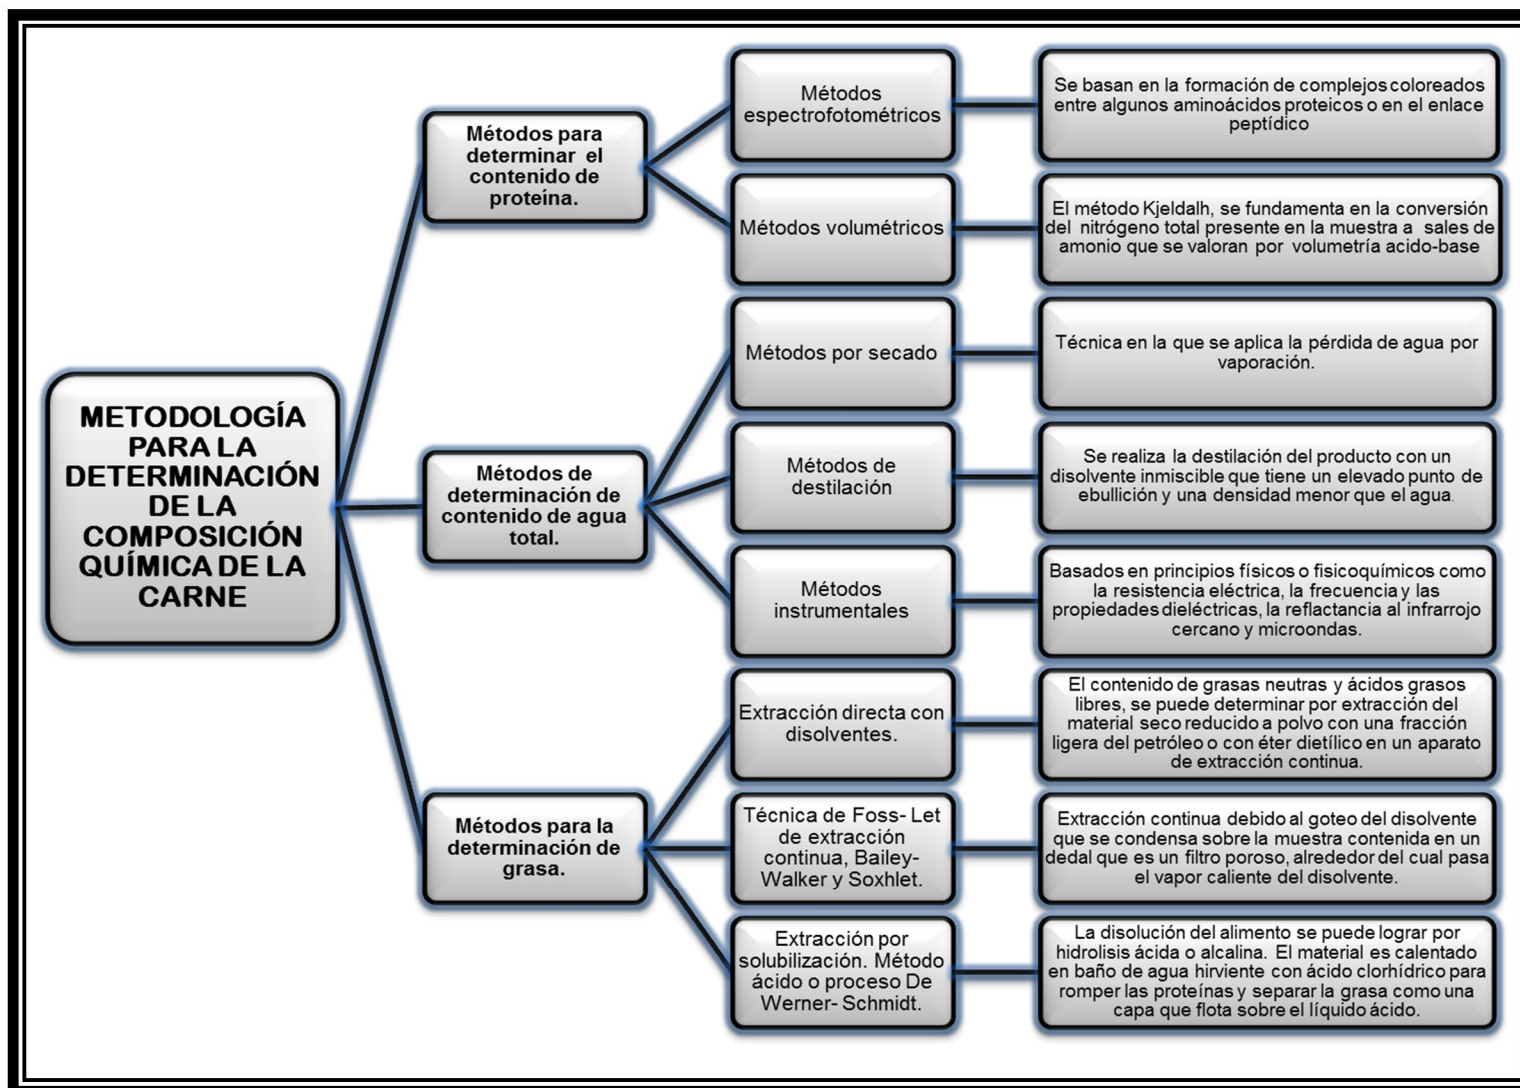 METODOLOGÍA
PARA LA
DETERMINACIÓN
DE LA
COMPOSICIÓN
QUÍMICA DE LA
CARNE
Métodos para
determinar el
contenido de
proteína.
Métodos
espectrofotométricos
Se basan en la formación de complejos coloreados
entre algunos aminoácidos proteicos o en el enlace
peptídico
Métodos volumétricos
El método Kjeldalh, se fundamenta en la conversión
del nitrógeno total presente en la muestra a sales de
amonio que se valoran por volumetría acido-base
Métodos de
determinación de
contenido de agua
total.
Métodos por secado
Técnica en la que se aplica la pérdida de agua por
vaporación.
Métodos de
destilación
Se realiza la destilación del producto con un
disolvente inmiscible que tiene un elevado punto de
ebullición y una densidad menor que el agua.
Métodos
instrumentales
Basados en principios físicos o fisicoquímicos como
la resistencia eléctrica, la frecuencia y las
propiedades dieléctricas, la reflactancia al infrarrojo
cercano y microondas.
Métodos para la
determinación de
grasa.
Extracción directa con
disolventes.
El contenido de grasas neutras y ácidos grasos
libres, se puede determinar por extracción del
material seco reducido a polvo con una fracción
ligera del petróleo o con éter dietílico en un aparato
de extracción continua.
Técnica de Foss- Let
de extracción
continua, Bailey-
Walker y Soxhlet.
Extracción continua debido al goteo del disolvente
que se condensa sobre la muestra contenida en un
dedal que es un filtro poroso, alrededor del cual pasa
el vapor caliente del disolvente.
Extracción por
solubilización. Método
ácido o proceso De
Werner- Schmidt.
La disolución del alimento se puede lograr por
hidrolisis ácida o alcalina. El material es calentado
en baño de agua hirviente con ácido clorhídrico para
romper las proteínas y separar la grasa como una
capa que flota sobre el líquido ácido.